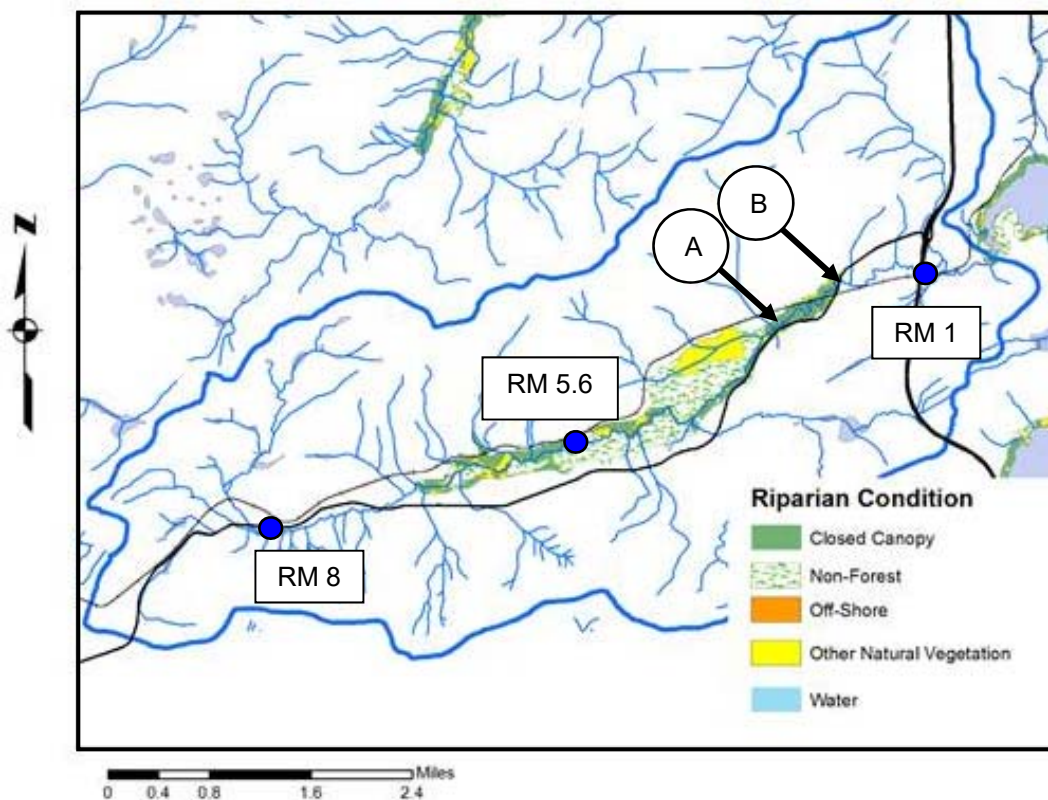 N
B
A
RM 1
RM 5.6
RM 8
Riparian Condition
Closed Canopy
Non-Forest
Off-Shore
Other Natural Vegetation
Water
Miles
0 0.4 0.8 1.6 2.4